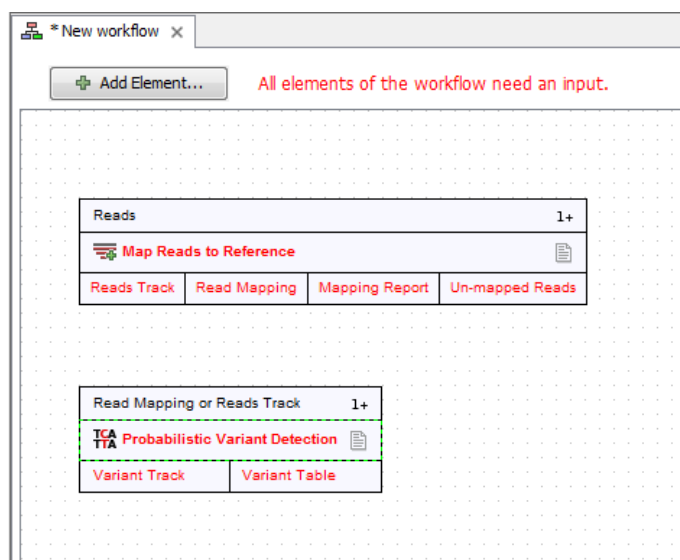 * New workflow
Add Element... All elements of the workflow need an input.
Reads 1+
Map Reads to Reference
Reads Track Read Mapping Mapping Report Un-mapped Reads
Read Mapping or Reads Track 1+
TCA
TTA Probabilistic Variant Detection
Variant Track Variant Table